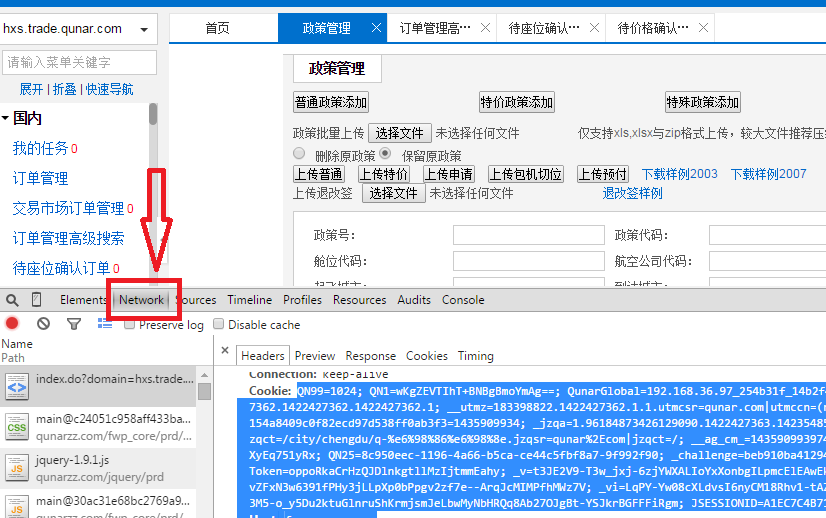 hxs.trade.qunar.com
首页
政策管理
订单管理高…
待座位确认…
待价格确认…
请输入菜单关键字
展开 | 折叠 | 快速导航
国内
我的任务 0
订单管理
交易市场订单管理 0
订单管理高级搜索
待座位确认订单 0
政策管理
普通政策添加
特价政策添加
特殊政策添加
政策批量上传 选择文件 未选择任何文件
仅支持xls,xlsx与zip格式上传，较大文件推荐压
删除原政策 保留原政策
上传普通 上传特价 上传申请 上传包机切位 上传预付 下载样例2003 下载样例2007
上传退改签 选择文件 未选择任何文件 退改签样例
政策号： 政策代码：
舱位代码： 航空公司代码：
Elements Network Sources Timeline Profiles Resources Audits Console
Preserve log Disable cache
Name
Path
index.do?domain=hxs.trade....
main@c24051c958aff433ba...
qunarzz.com/fwp_core/prd/...
jquery-1.9.1.js
qunarzz.com/jquery/prd
main@30ac31e68bc2769a9...
Headers Preview Response Cookies Timing
Connection: keep-alive
Cookie: QN99=1024; QN1=wKgZEVTIhT+BNBgBmoYmAg==; QunarGlobal=192.168.36.97_254b31f_14b2f
7362.1422427362.1422427362.1; __utmz=183398822.1422427362.1.1.utmcsr=qunar.com|utmccn=(
154a8409c0f82ecd97d538ff0ab3f3=1435909934; _jzqa=1.96184873426129090.1422427363.14235485
zqct=/city/chengdu/q-%e6%98%86%e6%98%8e.jzqsr=qunar%2Ecom|jzqct=/; __ag_cm_=1435909939974
XyEq751yRx; QN25=8c950eec-1196-4a66-b5ca-ce44c5fbf8a7-9f992f90; _challenge=beb910ba41294
Token=oppoRkaCrHzQJDlnkgtllMzIjtmmEahy; _v=t3JE2V9-T3w_jxj-6zjYWXALIoYxXonbgILpmcElEAwEk
vZFxN3w6391fPHy3jLLpXp0bPpgv2zf7e--ArqJcMIMPfhMWz7V; _vi=LqPY-Yw08cXLdvsI6nyCM18Rhv1-tAZ
3M5-o_y5Du2ktuGlnruShKrmjsmJeLbwMyNbHRQq8Ab27OJgBt-YSJkrBGFFFiRgm; JSESSIONID=A1EC7C4B71